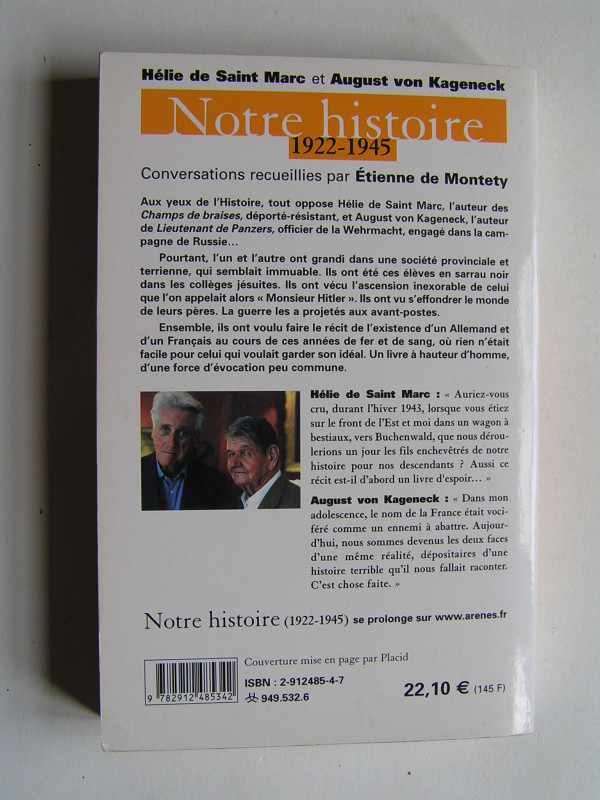 Hélie de Saint Marc et August von Kageneck
Notre histoire
1922-1945
Conversations recueillies par Étienne de Montety
Aux yeux de l'Histoire, tout oppose Hélie de Saint Marc, l'auteur des
Champs de braises, déporté-résistant, et August von Kageneck, l'auteur
de Lieutenant de Panzers, officier de la Wehrmacht, engagé dans la cam-
pagne de Russie...
Pourtant, l'un et l'autre ont grandi dans une société provinciale et
terrienne, qui semblait immuable. Ils ont été ces élèves en sarrau noir
dans les collèges jésuites. Ils ont vécu l'ascension inexorable de celui
que l'on appelait alors « Monsieur Hitler ». Ils ont vu s'effondrer le monde
de leurs pères. La guerre les a projetés aux avant-postes.
Ensemble, ils ont voulu faire le récit de l'existence d'un Allemand et
d'un Français au cours de ces années de fer et de sang, où rien n'était
facile pour celui qui voulait garder son idéal. Un livre à hauteur d'homme,
d'une force d'évocation peu commune.
Hélie de Saint Marc : « Auriez-vous
cru, durant l'hiver 1943, lorsque vous étiez
sur le front de l'Est et moi dans un wagon à
bestiaux, vers Buchenwald, que nous dérou-
lerions un jour les fils enchevêtrés de notre
histoire pour nos descendants ? Aussi ce
récit est-il d'abord un livre d'espoir... »
August von Kageneck : « Dans mon
adolescence, le nom de la France était voci-
féré comme un ennemi à abattre. Aujour-
d'hui, nous sommes devenus les deux faces
d'une même réalité, dépositaires d'une
histoire terrible qu'il nous fallait raconter.
C'est chose faite. »
Notre histoire (1922-1945) se prolonge sur www.arenes.fr
Couverture mise en page par Placid
ISBN : 2-912485-4-7
949.532.6
9 782912 485342
22,10 € (145 F)